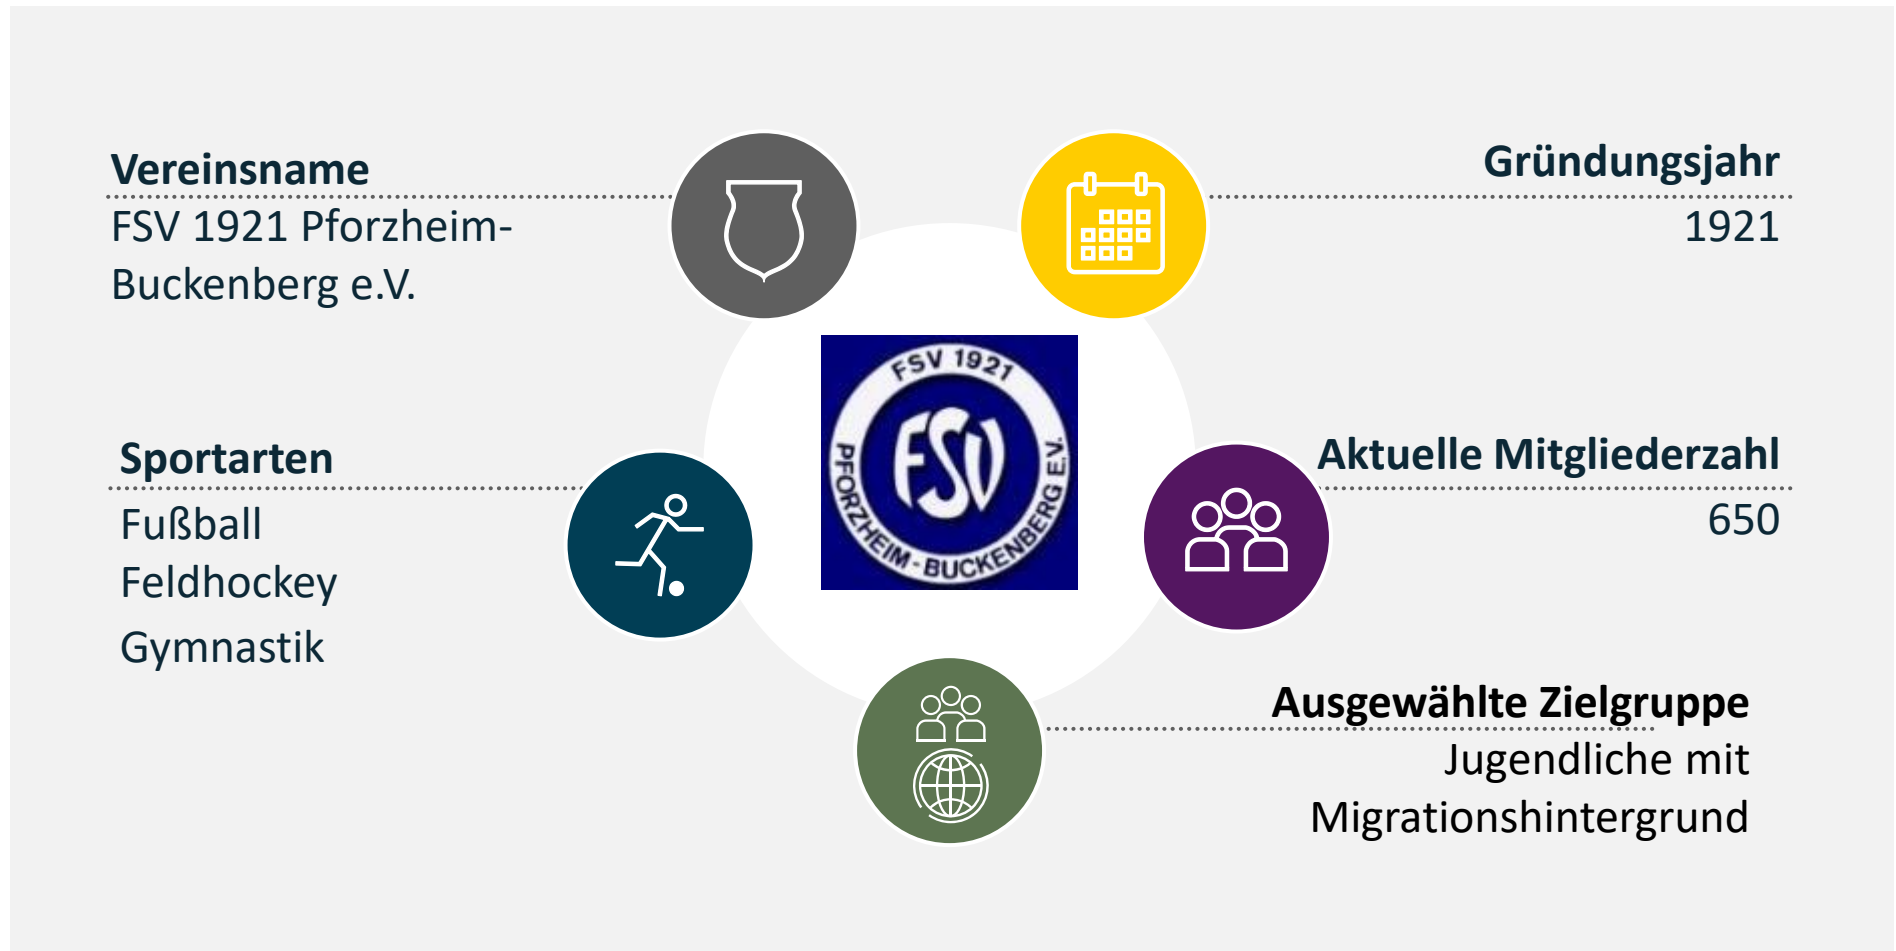 Vereinsname
FSV 1921 Pforzheim-
Buckenberg e.V.
Gründungsjahr
1921
FSV 1921
FSV
PFORZHEIM - BUCKENBERG E.V.
Sportarten
Fußball
Feldhockey
Gymnastik
Aktuelle Mitgliederzahl
650
Ausgewählte Zielgruppe
Jugendliche mit
Migrationshintergrund